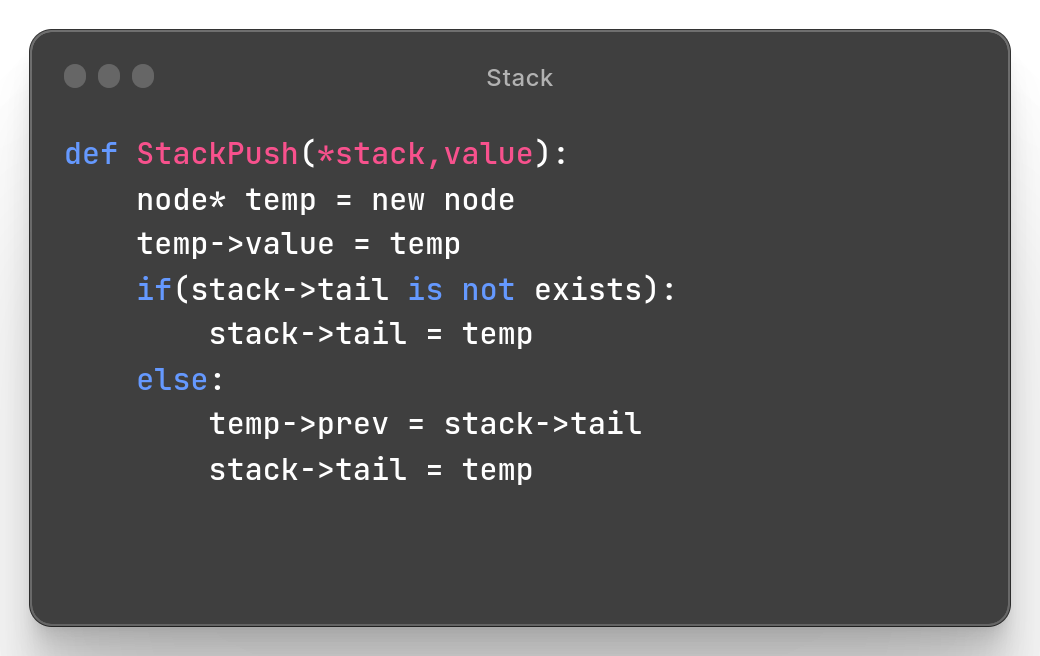 Stack
def StackPush(*stack,value):
    node* temp = new node
    temp->value = temp
    if(stack->tail is not exists):
        stack->tail = temp
    else:
        temp->prev = stack->tail
        stack->tail = temp